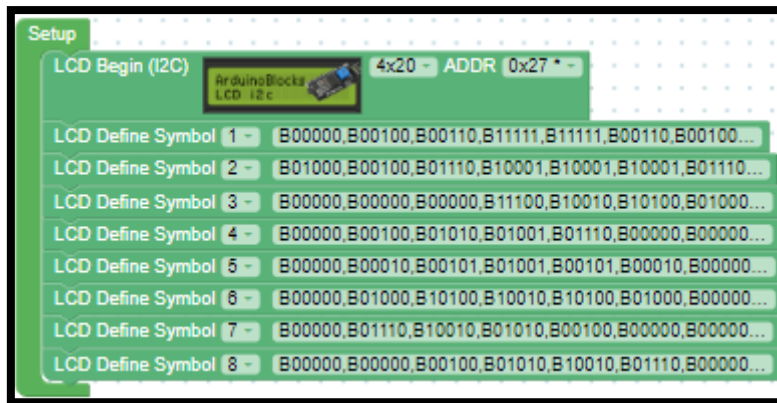 Setup
LCD Begin (I2C) ArduinoBlocks LCD i2c 4x20 ADDR 0x27 *
LCD Define Symbol 1 B00000,B00100,B00110,B11111,B11111,B00110,B00100...
LCD Define Symbol 2 B01000,B00100,B01110,B10001,B10001,B10001,B01110...
LCD Define Symbol 3 B00000,B00000,B00000,B11100,B10010,B10100,B01000...
LCD Define Symbol 4 B00000,B00100,B01010,B01001,B01110,B00000,B00000...
LCD Define Symbol 5 B00000,B00010,B00101,B01001,B00101,B00010,B00000...
LCD Define Symbol 6 B00000,B01000,B10100,B10010,B10100,B01000,B00000...
LCD Define Symbol 7 B00000,B01110,B10010,B01010,B00100,B00000,B00000...
LCD Define Symbol 8 B00000,B00000,B00100,B01010,B10010,B01110,B00000...